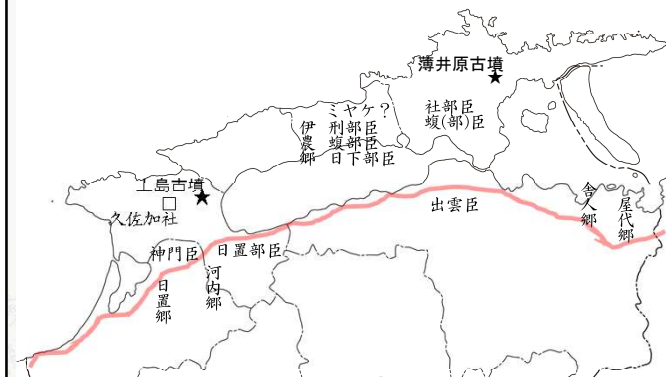 薄井原古墳
★
社部臣
蝮(部)臣
ミヤケ？
伊農郷
刑部臣
蝮部臣
日下部臣
上島古墳
★
久佐加社
出雲臣
舎人郷
屋代郷
神門臣
日置部臣
日置郷
河内郷